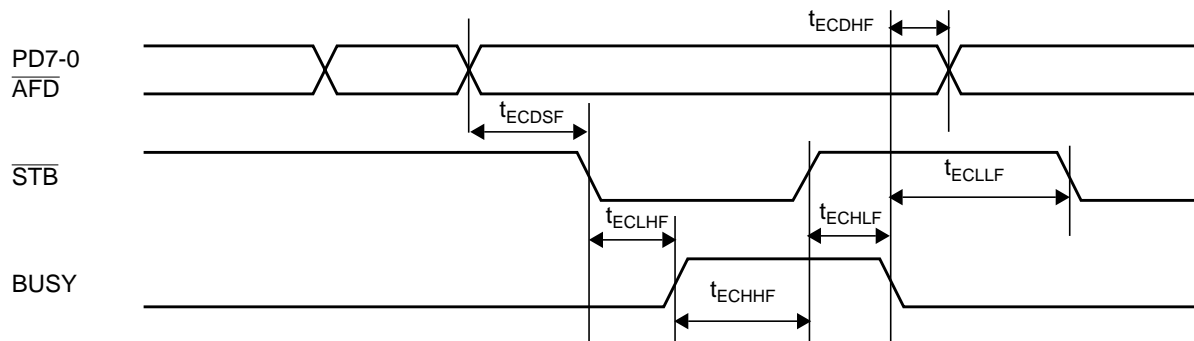 tECDHF
PD7-0
AFD
tECDSF
STB
tECLLF
tECLHF
tECHLF
BUSY
tECHHF